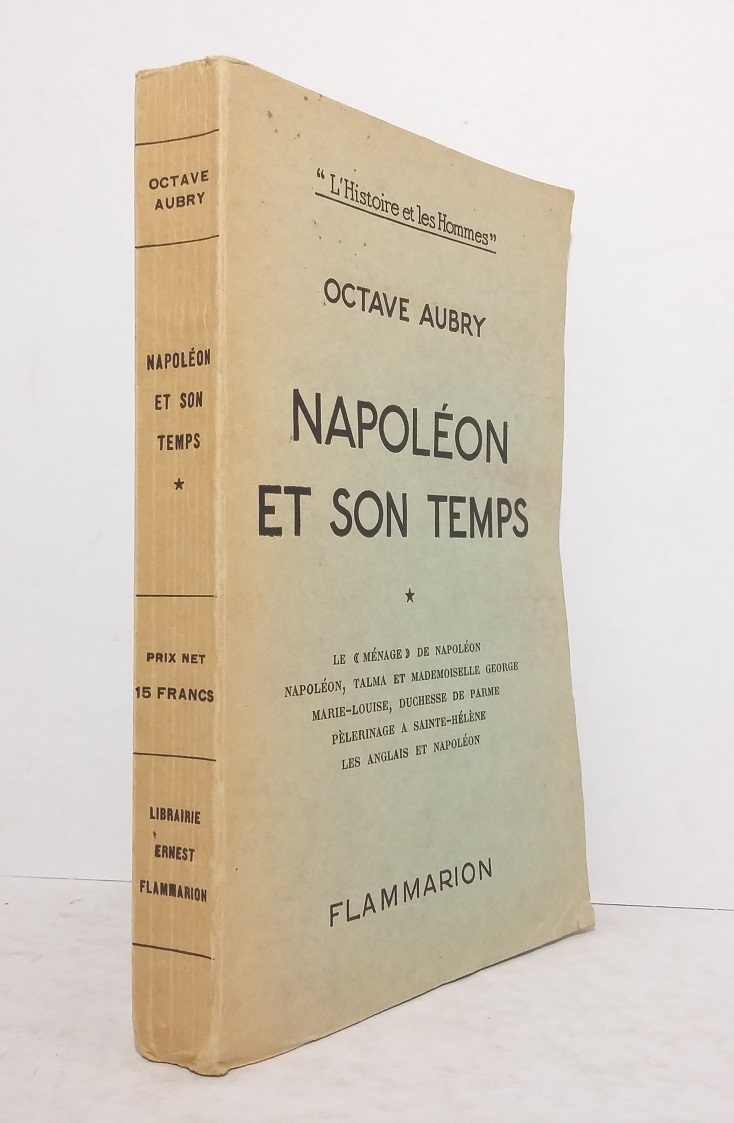 OCTAVE
AUBRY
NAPOLÉON
ET SON
TEMPS
★
PRIX NET
15 FRANCS
LIBRAIRIE
ERNEST
FLAMMARION
“L'Histoire et les Hommes”
OCTAVE AUBRY
NAPOLÉON
ET SON TEMPS
★
LE « MÉNAGE » DE NAPOLÉON
NAPOLÉON, TALMA ET MADEMOISELLE GEORGE
MARIE-LOUISE, DUCHESSE DE PARME
PÈLERINAGE A SAINTE-HÉLÈNE
LES ANGLAIS ET NAPOLÉON
FLAMMARION